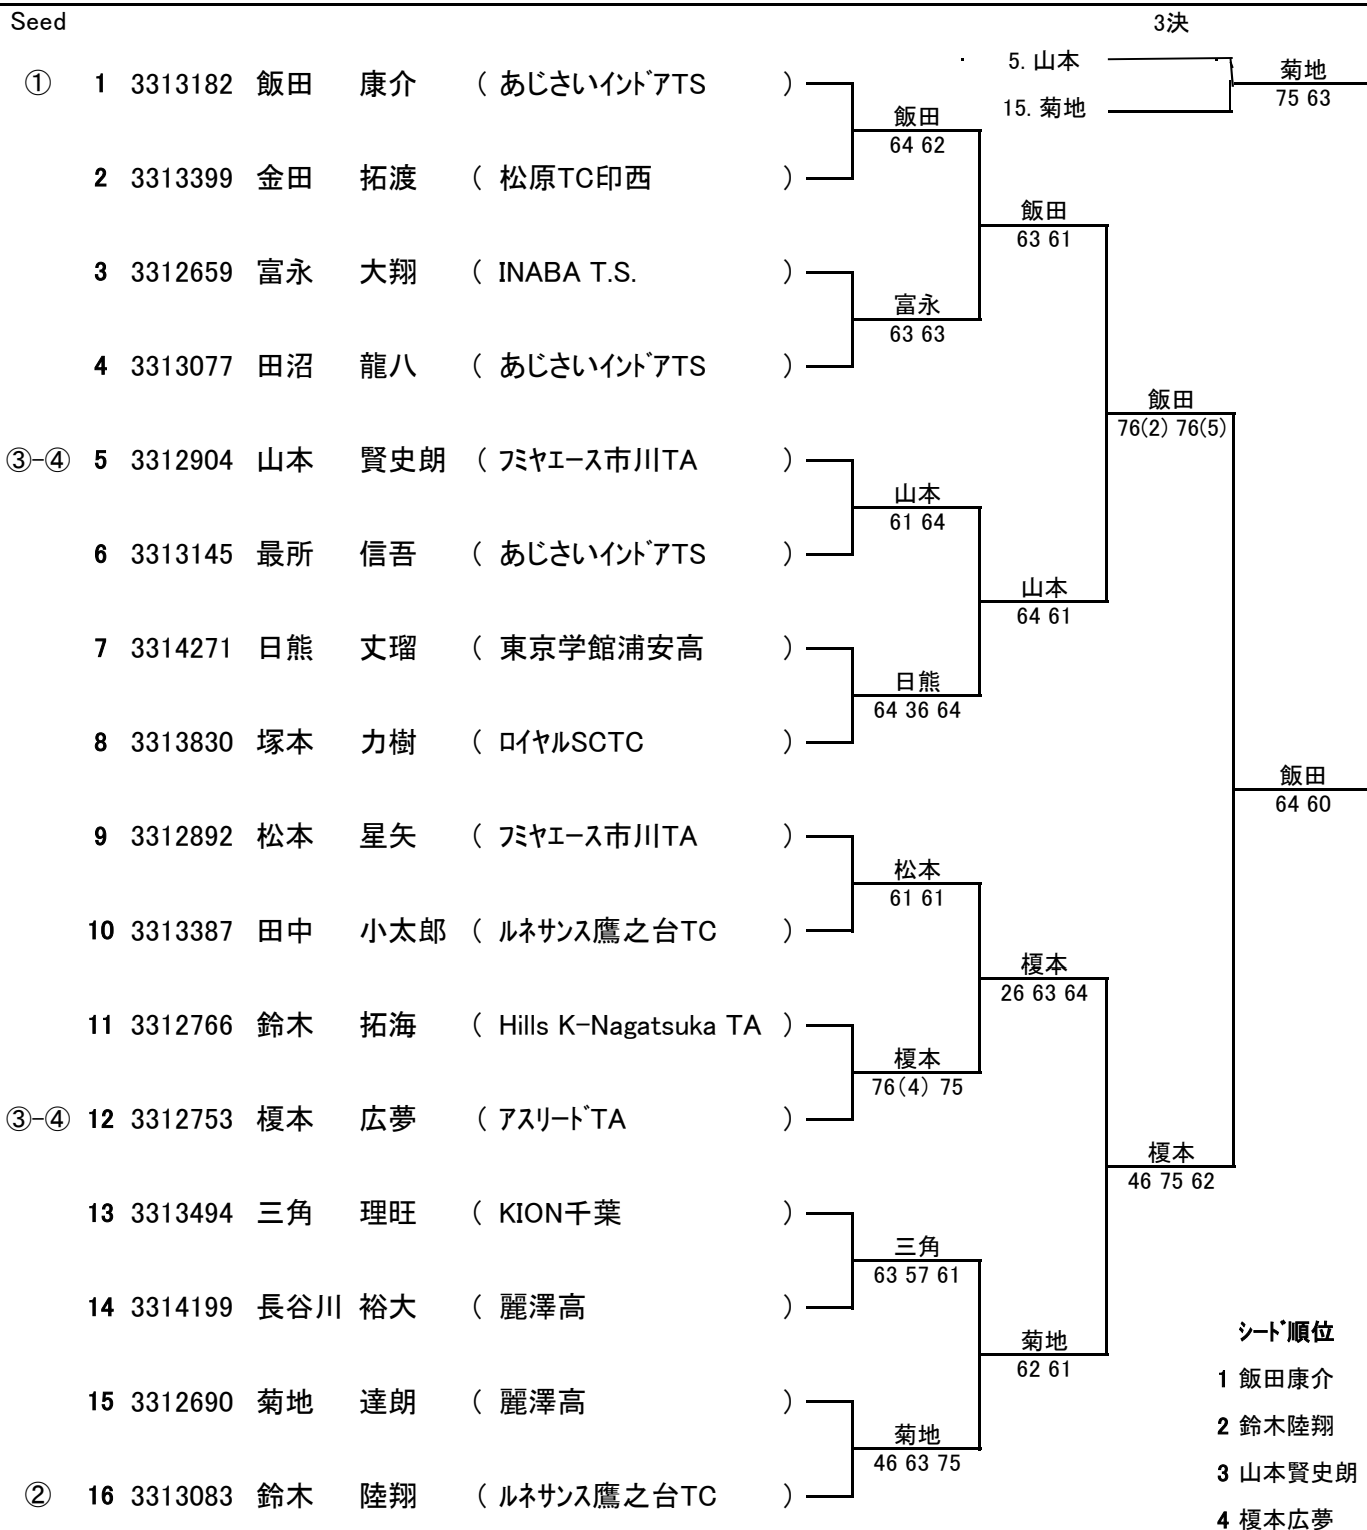 Seed
3決
5. 山本
菊地
① 1 3313182 飯田 康介 ( あじさいｲﾝﾄﾞｱTS )
75 63
15. 菊地
飯田
64 62
2 3313399 金田 拓渡 ( 松原TC印西 )
飯田
63 61
3 3312659 富永 大翔 ( INABA T.S. )
富永
63 63
4 3313077 田沼 龍八 ( あじさいｲﾝﾄﾞｱTS )
飯田
76(2) 76(5)
③-④ 5 3312904 山本 賢史朗 ( ﾌﾐﾔｴｰｽ市川TA )
山本
61 64
6 3313145 最所 信吾 ( あじさいｲﾝﾄﾞｱTS )
山本
64 61
7 3314271 日熊 丈瑠 ( 東京学館浦安高 )
日熊
64 36 64
8 3313830 塚本 力樹 ( ﾛｲﾔﾙSCTC )
飯田
64 60
9 3312892 松本 星矢 ( ﾌﾐﾔｴｰｽ市川TA )
松本
61 61
10 3313387 田中 小太郎 ( ﾙﾈｻﾝｽ鷹之台TC )
榎本
26 63 64
11 3312766 鈴木 拓海 ( Hills K-Nagatsuka TA )
榎本
76(4) 75
③-④ 12 3312753 榎本 広夢 ( ｱｽﾘｰﾄﾞTA )
榎本
46 75 62
13 3313494 三角 理旺 ( KION千葉 )
三角
63 57 61
14 3314199 長谷川 裕大 ( 麗澤高 )
ｼｰﾄﾞ順位
菊地
62 61
1 飯田康介
15 3312690 菊地 達朗 ( 麗澤高 )
2 鈴木陸翔
菊地
46 63 75
3 山本賢史朗
② 16 3313083 鈴木 陸翔 ( ﾙﾈｻﾝｽ鷹之台TC )
4 榎本広夢